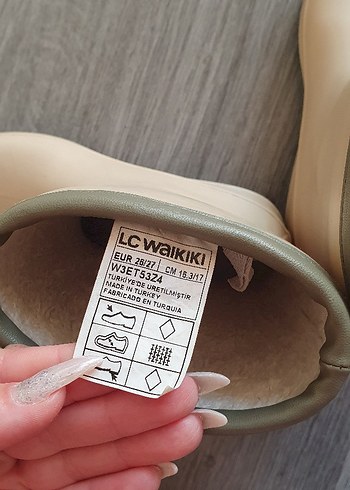 LC WAIKIKI
EUR 26/27 CM 16.3/17
W3ET53Z4
TÜRKİYE'DE ÜRETİLMİŞTİR
MADE IN TURKEY
FABRICADO EN TURQUIA